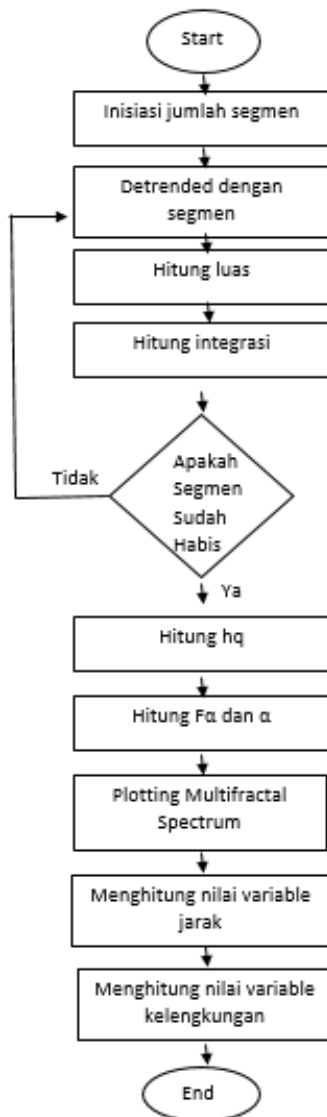 Start
Inisiasi jumlah segmen
Detrended dengan
segmen
Hitung luas
Hitung integrasi
Apakah
Segmen
Sudah
Habis
Tidak
Ya
Hitung hq
Hitung Fα dan α
Plotting Multifractal
Spectrum
Menghitung nilai variable
jarak
Menghitung nilai variable
kelengkungan
End